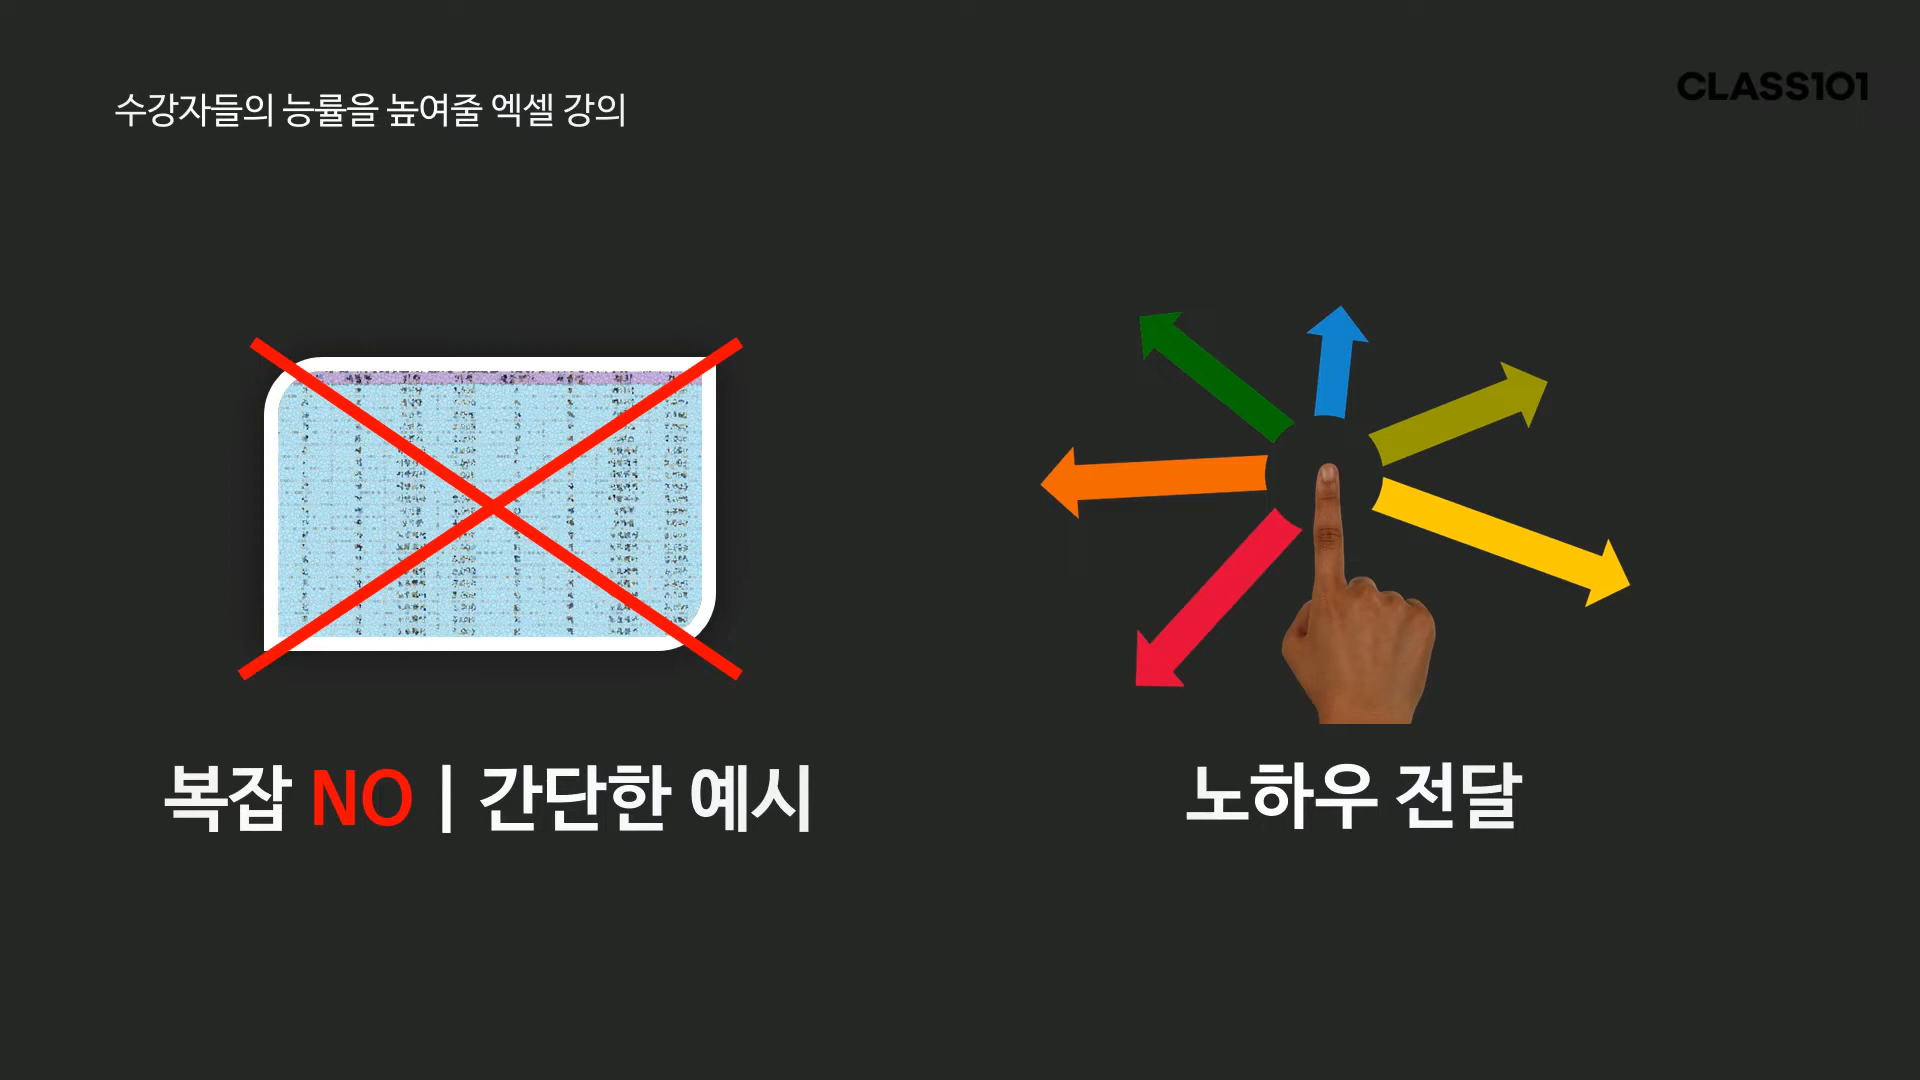 수강자들의 능률을 높여줄 엑셀 강의
CLASS101
복잡 NO | 간단한 예시
노하우 전달